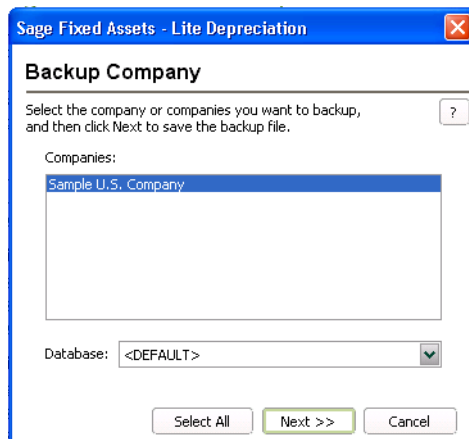 Sage Fixed Assets - Lite Depreciation
Backup Company
Select the company or companies you want to backup,
and then click Next to save the backup file.
?
Companies:
Sample U.S. Company
Database: <DEFAULT>
Select All Next >> Cancel